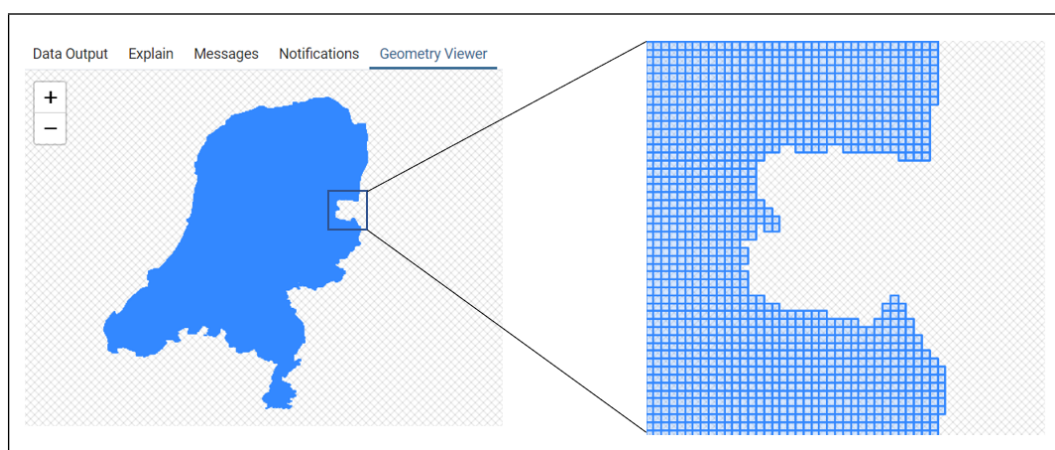 Data Output Explain Messages Notifications Geometry Viewer
+
−